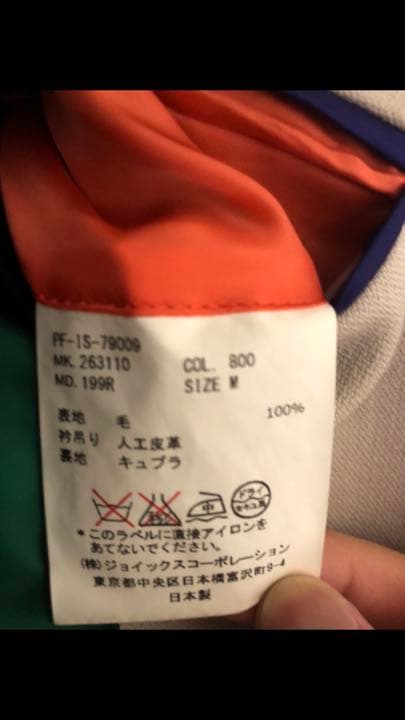 PF-IS-79009
MK. 263110 COL. 800
MD. 199R SIZE M
表地 毛 100%
衿吊り 人工皮革
裏地 キュプラ
中 ドライ
*このラベルに直接アイロンを
あてないでください。
(株)ジョイックスコーポレーション
東京都中央区日本橋富沢町9-4
日本製